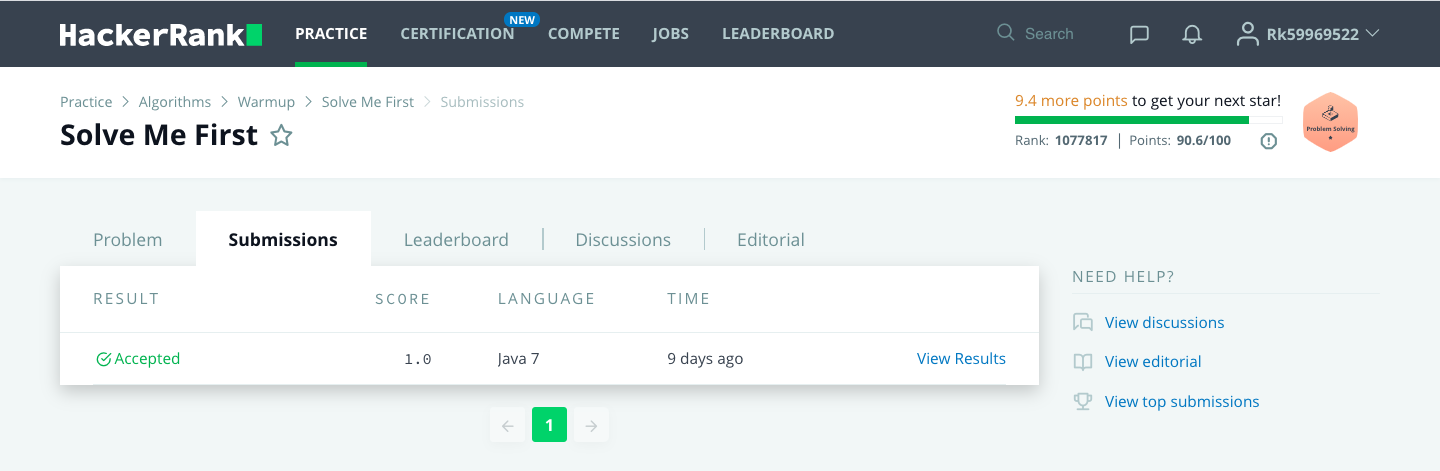 HackerRank PRACTICE CERTIFICATION NEW COMPETE JOBS LEADERBOARD Search Rk59969522
Practice > Algorithms > Warmup > Solve Me First > Submissions
Solve Me First
9.4 more points to get your next star!
Rank: 1077817 | Points: 90.6/100
Problem Solving
Problem Submissions Leaderboard Discussions Editorial
RESULT SCORE LANGUAGE TIME
Accepted 1.0 Java 7 9 days ago View Results
1
NEED HELP?
View discussions
View editorial
View top submissions